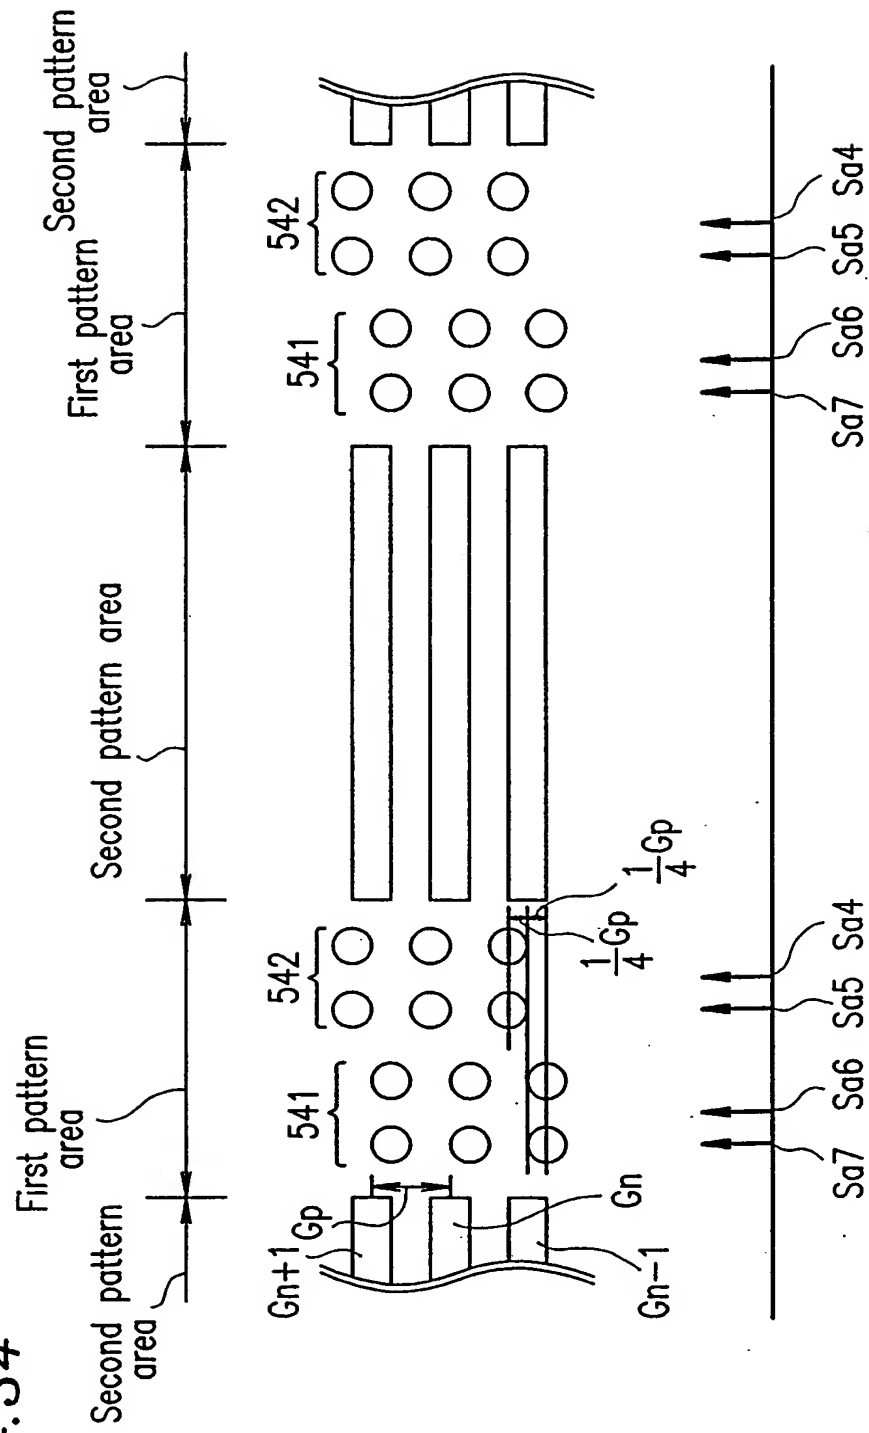 . 34
Second pattern
area
First pattern
area
Second pattern area
First pattern
area
Second pattern
area
541
542
541
542
Gn+1
Gp
Gn
Gn−1
1/4 Gp
1/4 Gp
Sa7
Sa6
Sa5
Sa4
Sa7
Sa6
Sa5
Sa4